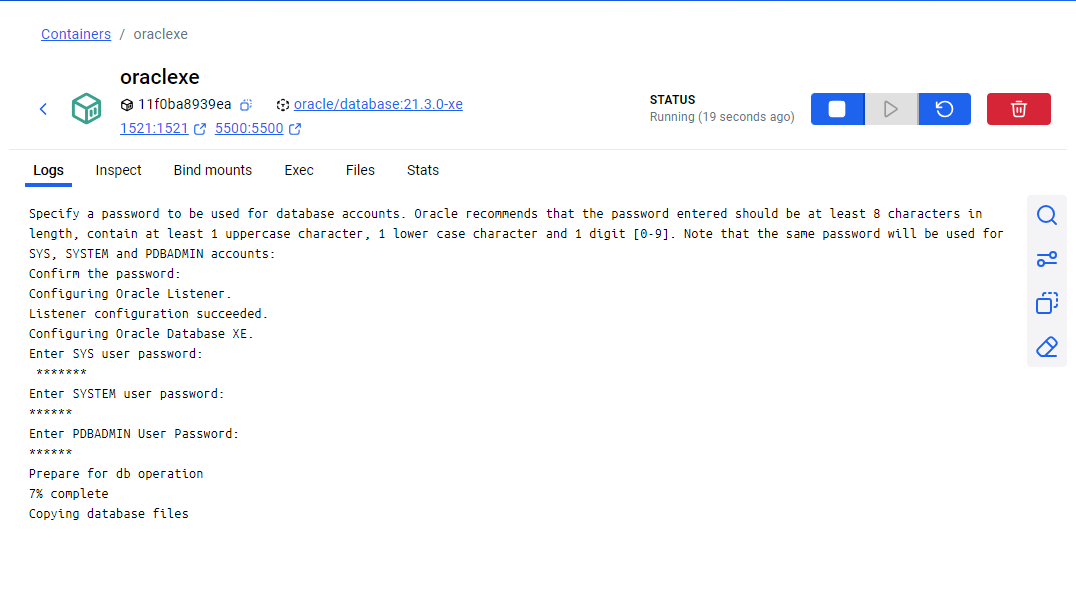 Containers / oraclexe
oraclexe
11f0ba8939ea oracle/database:21.3.0-xe
1521:1521 5500:5500
STATUS
Running (19 seconds ago)
Logs Inspect Bind mounts Exec Files Stats
Specify a password to be used for database accounts. Oracle recommends that the password entered should be at least 8 characters in
length, contain at least 1 uppercase character, 1 lower case character and 1 digit [0-9]. Note that the same password will be used for
SYS, SYSTEM and PDBADMIN accounts:
Confirm the password:
Configuring Oracle Listener.
Listener configuration succeeded.
Configuring Oracle Database XE.
Enter SYS user password:
*******
Enter SYSTEM user password:
******
Enter PDBADMIN User Password:
******
Prepare for db operation
7% complete
Copying database files